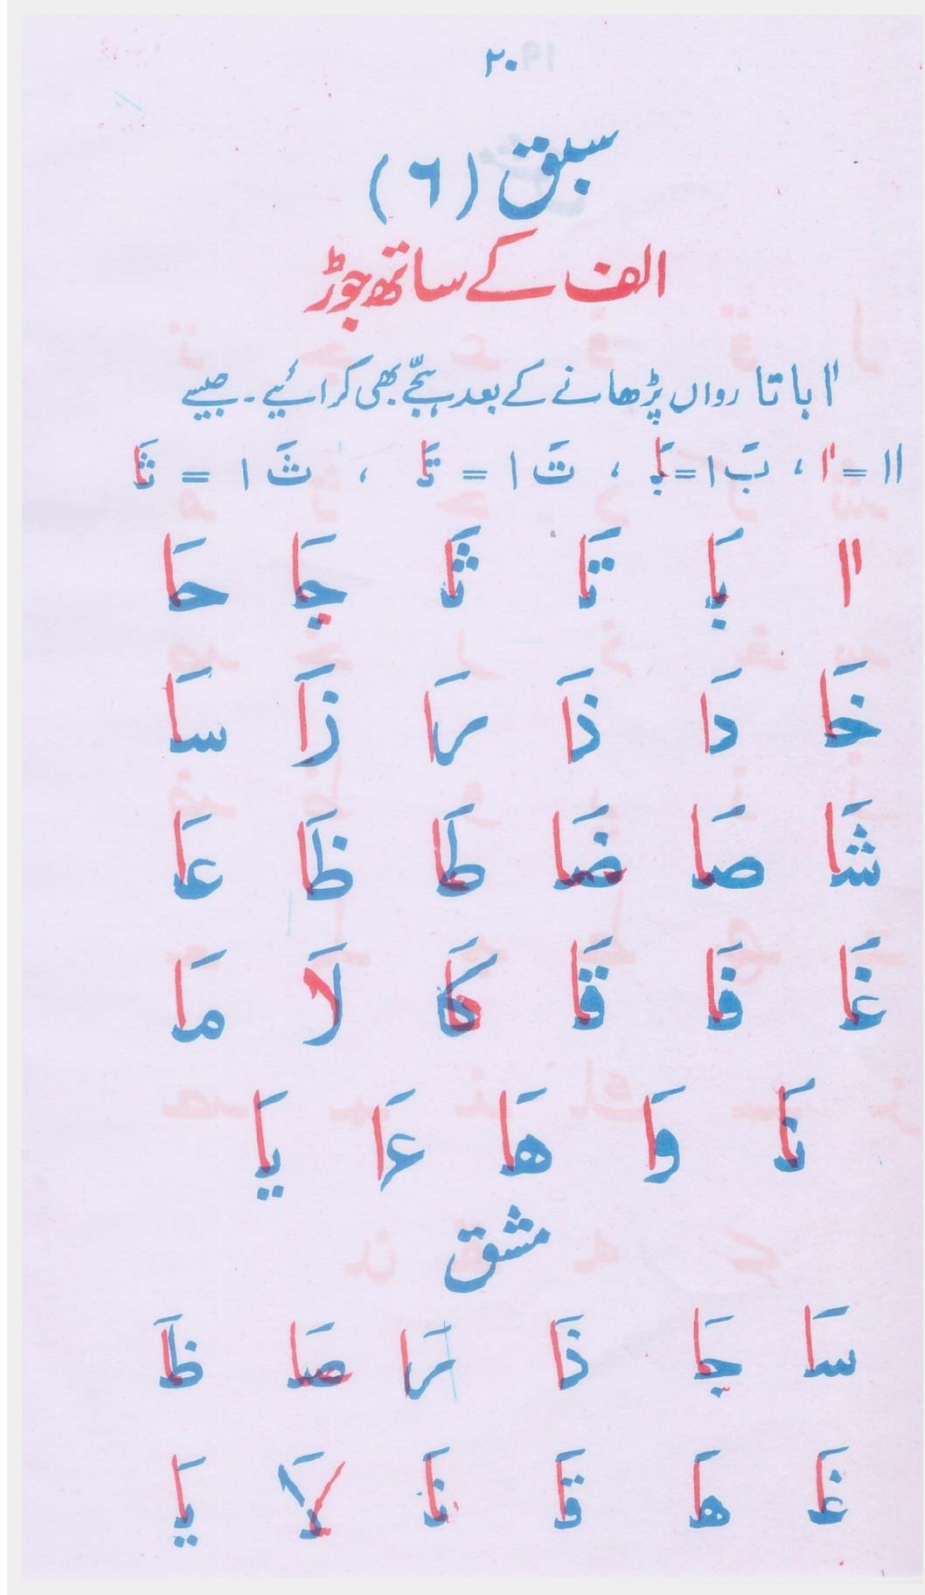 ۲۰
سبق (٦)
الف کے ساتھ جوڑ
اَا با تا رواں پڑھانے کے بعد ہجّے بھی کرائیے۔ جیسے
اا = اَا ، بَ ا = بَا ، تَ ا = تَا ، ثَ ا = ثَا
اَا بَا تَا ثَا جَا حَا
خَا دَا ذَا رَا زَا سَا
شَا صَا ضَا طَا ظَا عَا
غَا فَا قَا كَا لَا مَا
نَا وَا هَا ءَا يَا
مشق
سَا جَا ذَا رَا صَا ظَا
غَا هَا قَا نَا لَا يَا